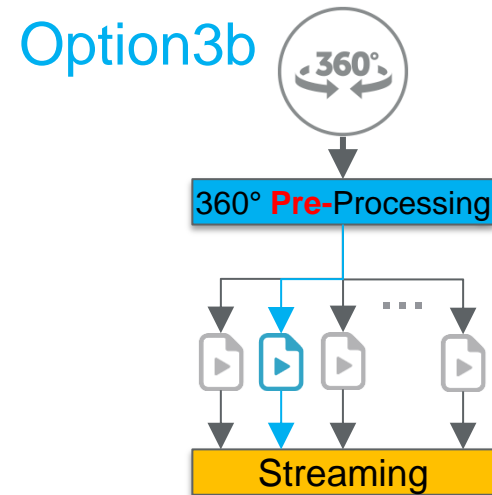 Option3b
360°
360° Pre-Processing
...
Streaming